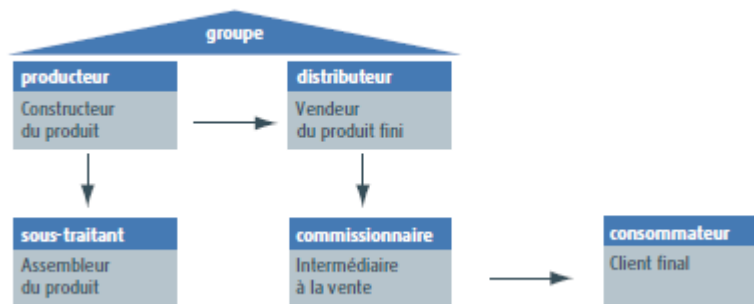 groupe
producteur
Constructeur
du produit
distributeur
Vendeur
du produit fini
sous-traitant
Assembleur
du produit
commissionnaire
Intermédiaire
à la vente
consommateur
Client final